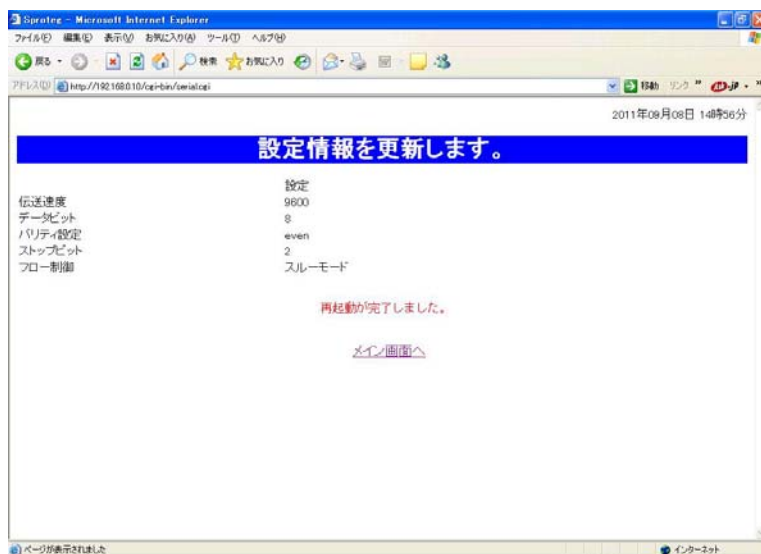 Sproteg - Microsoft Internet Explorer
ファイル(F) 編集(E) 表示(V) お気に入り(A) ツール(T) ヘルプ(H)
戻る 検索 お気に入り
アドレス(D) http://192.168.0.10/cgi-bin/serial.cgi 移動 リンク
2011年09月08日 14時56分
設定情報を更新します。
設定
伝送速度 9600
データビット 8
パリティ設定 even
ストップビット 2
フロー制御 スルーモード
再起動が完了しました。
メイン画面へ
ページが表示されました インターネット